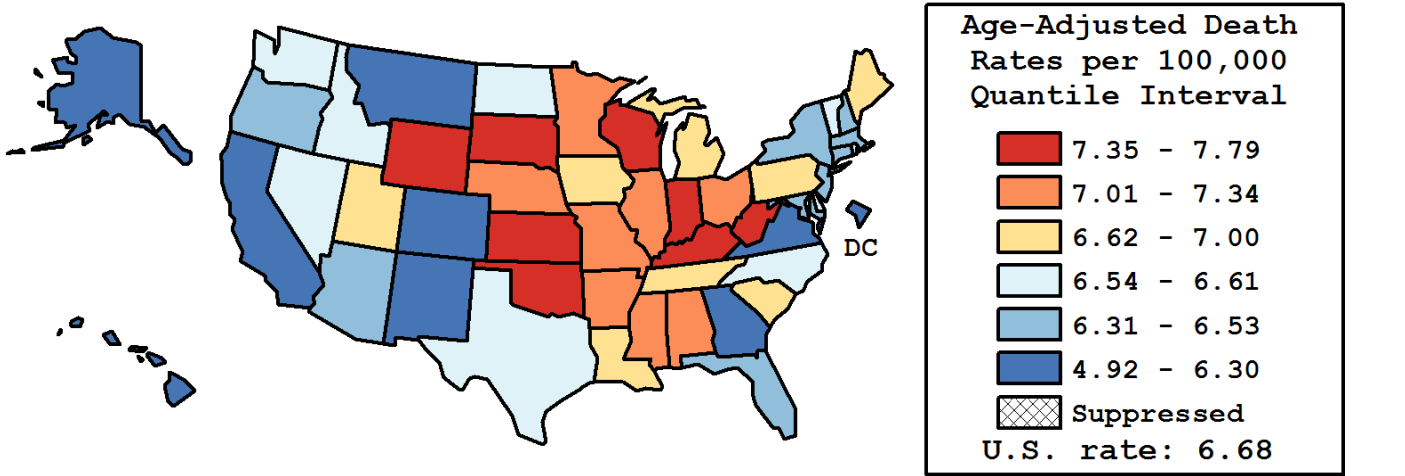 DC
Age-Adjusted Death
Rates per 100,000
Quantile Interval
7.35 - 7.79
7.01 - 7.34
6.62 - 7.00
6.54 - 6.61
6.31 - 6.53
4.92 - 6.30
Suppressed
U.S. rate: 6.68